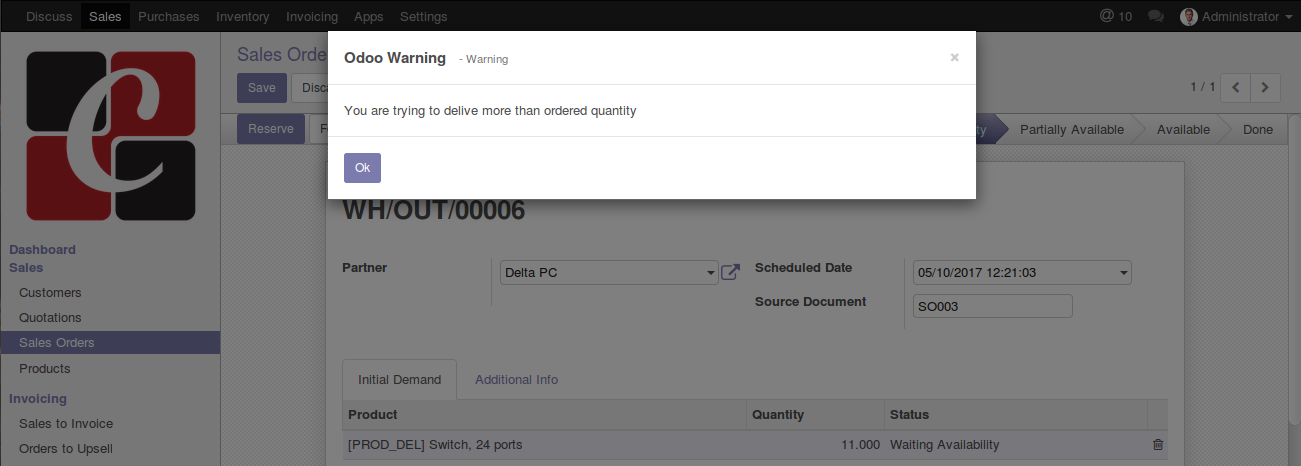 Discuss Sales Purchases Inventory Invoicing Apps Settings @ 10 Administrator
C
Sales Orde
Odoo Warning - Warning ×
Save Disca 1 / 1
You are trying to delive more than ordered quantity
Reserve Fo ty Partially Available Available Done
Ok
WH/OUT/00006
Dashboard
Sales
Customers
Quotations
Sales Orders
Products
Invoicing
Sales to Invoice
Orders to Upsell
Partner Delta PC Scheduled Date 05/10/2017 12:21:03
Source Document SO003
Initial Demand Additional Info
Product Quantity Status
[PROD_DEL] Switch, 24 ports 11.000 Waiting Availability